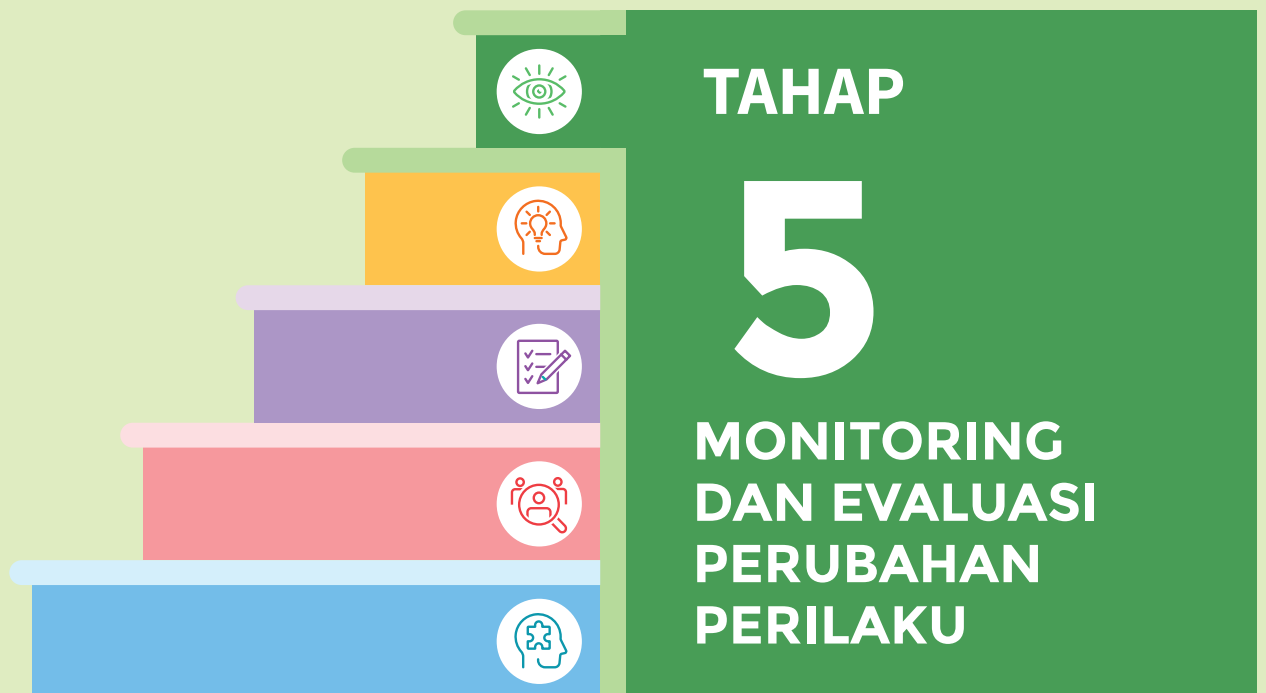 TAHAP
5
MONITORING
DAN EVALUASI
PERUBAHAN
PERILAKU